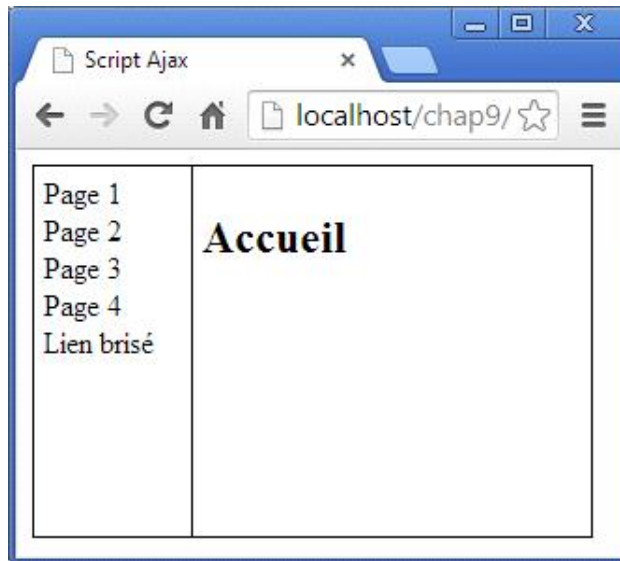 Script Ajax
localhost/chap9/
Page 1
Page 2
Page 3
Page 4
Lien brisé
Accueil